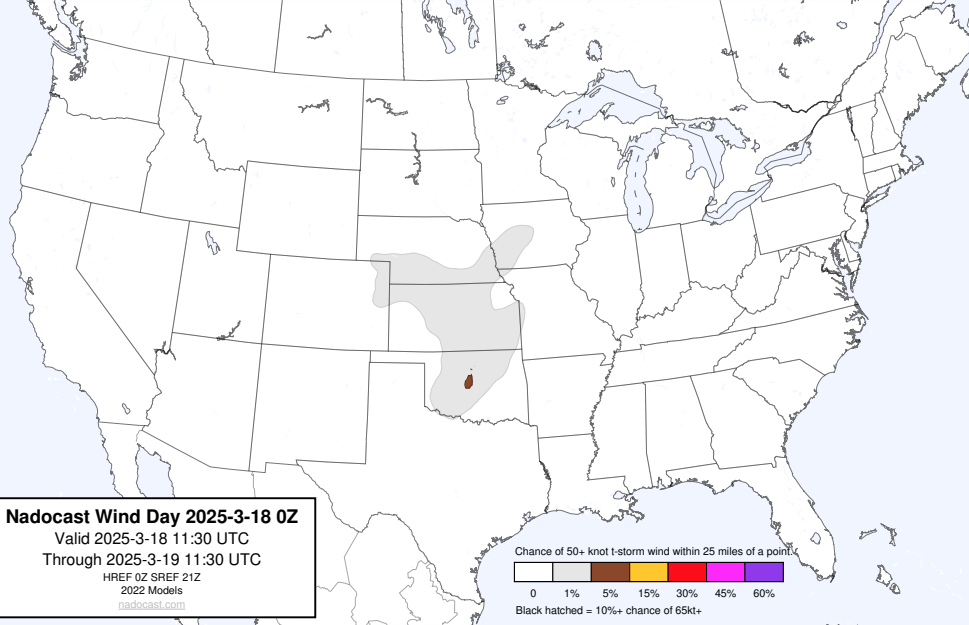 Nadocast Wind Day 2025-3-18 0Z
Valid 2025-3-18 11:30 UTC
Through 2025-3-19 11:30 UTC
HREF 0Z SREF 21Z
2022 Models
nadocast.com
Chance of 50+ knot t-storm wind within 25 miles of a point.
0 1% 5% 15% 30% 45% 60%
Black hatched = 10%+ chance of 65kt+